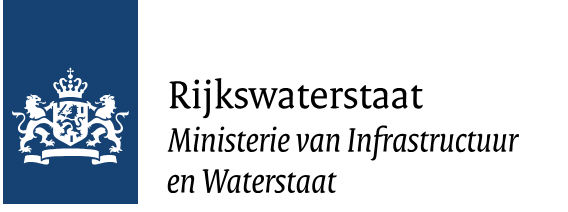 Rijkswaterstaat
Ministerie van Infrastructuur
en Waterstaat